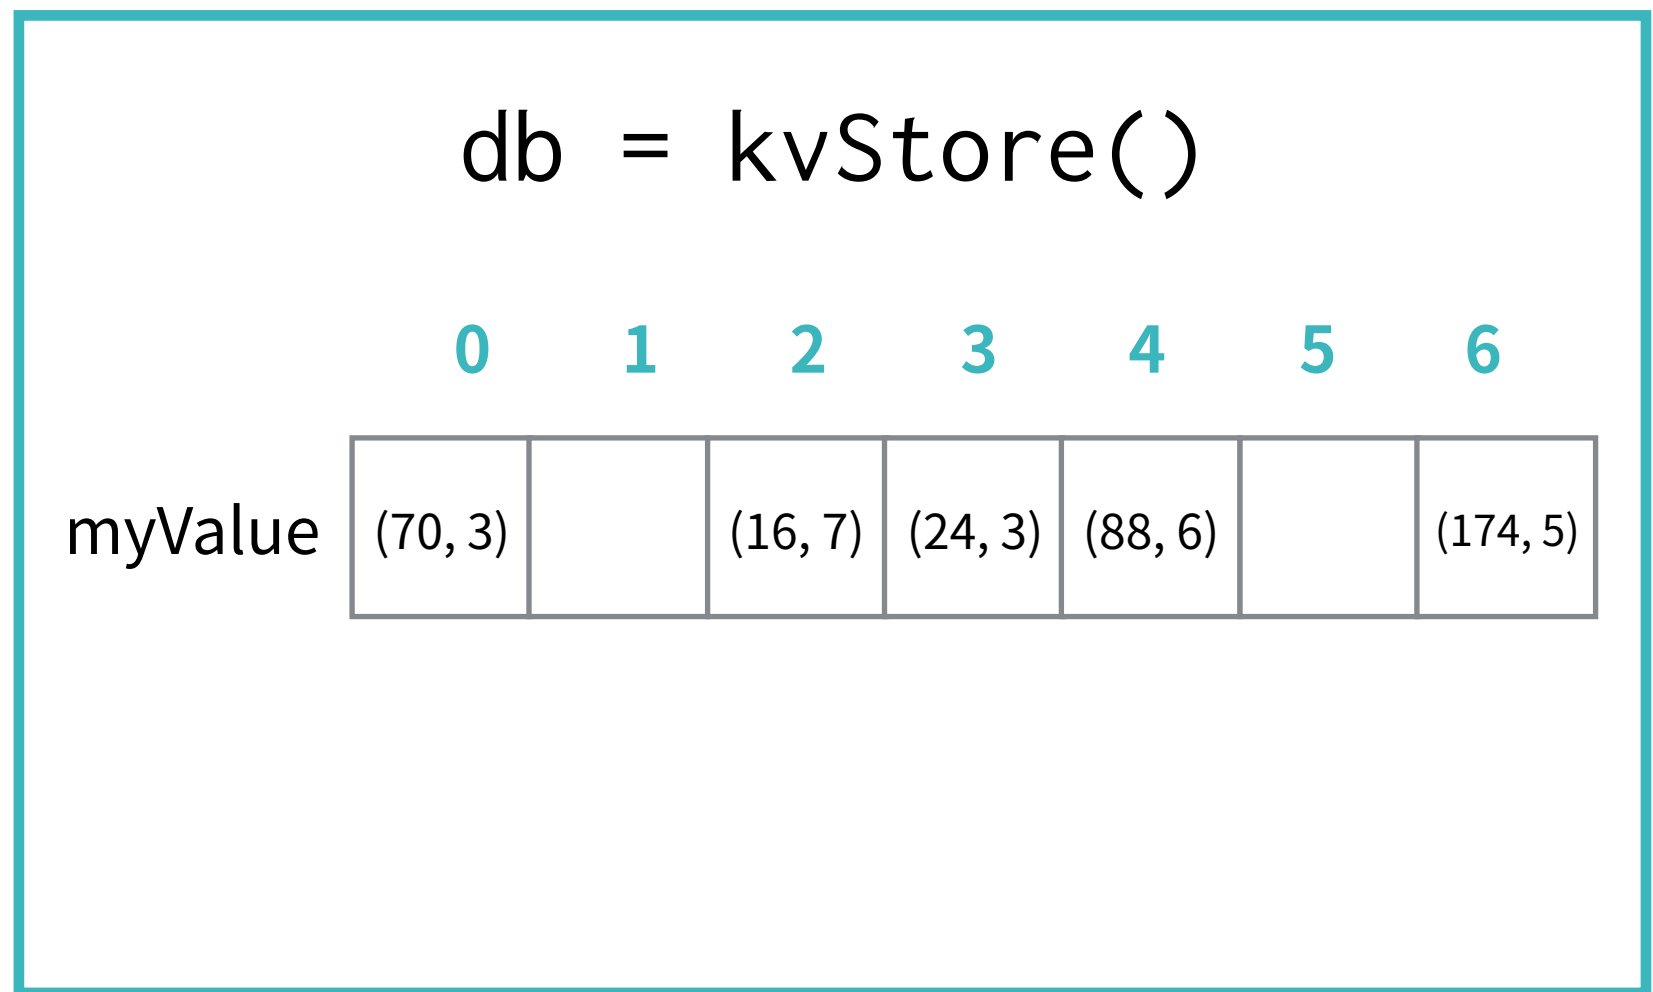 db = kvStore()
0 1 2 3 4 5 6
myValue (70, 3) (16, 7) (24, 3) (88, 6) (174, 5)